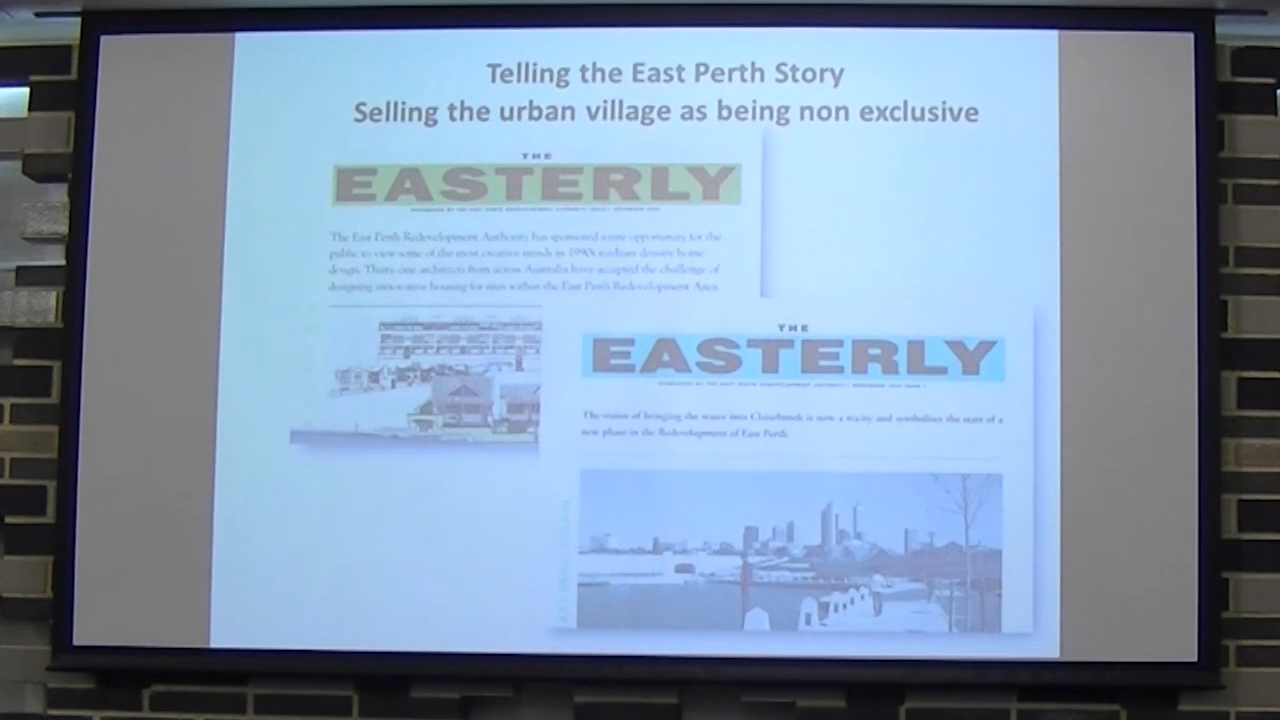 Telling the East Perth Story
Selling the urban village as being non exclusive
THE
EASTERLY
The East Perth Redevelopment Authority has sponsored a rare opportunity for the
public to view some of the most creative trends in 1990s medium density home
design. Thirty-one architects from across Australia have accepted the challenge of
designing innovative housing for sites within the East Perth Redevelopment Area.
THE
EASTERLY
The vision of bringing the water into Claisebrook is now a reality and symbolises the start of a
new phase in the Redevelopment of East Perth.